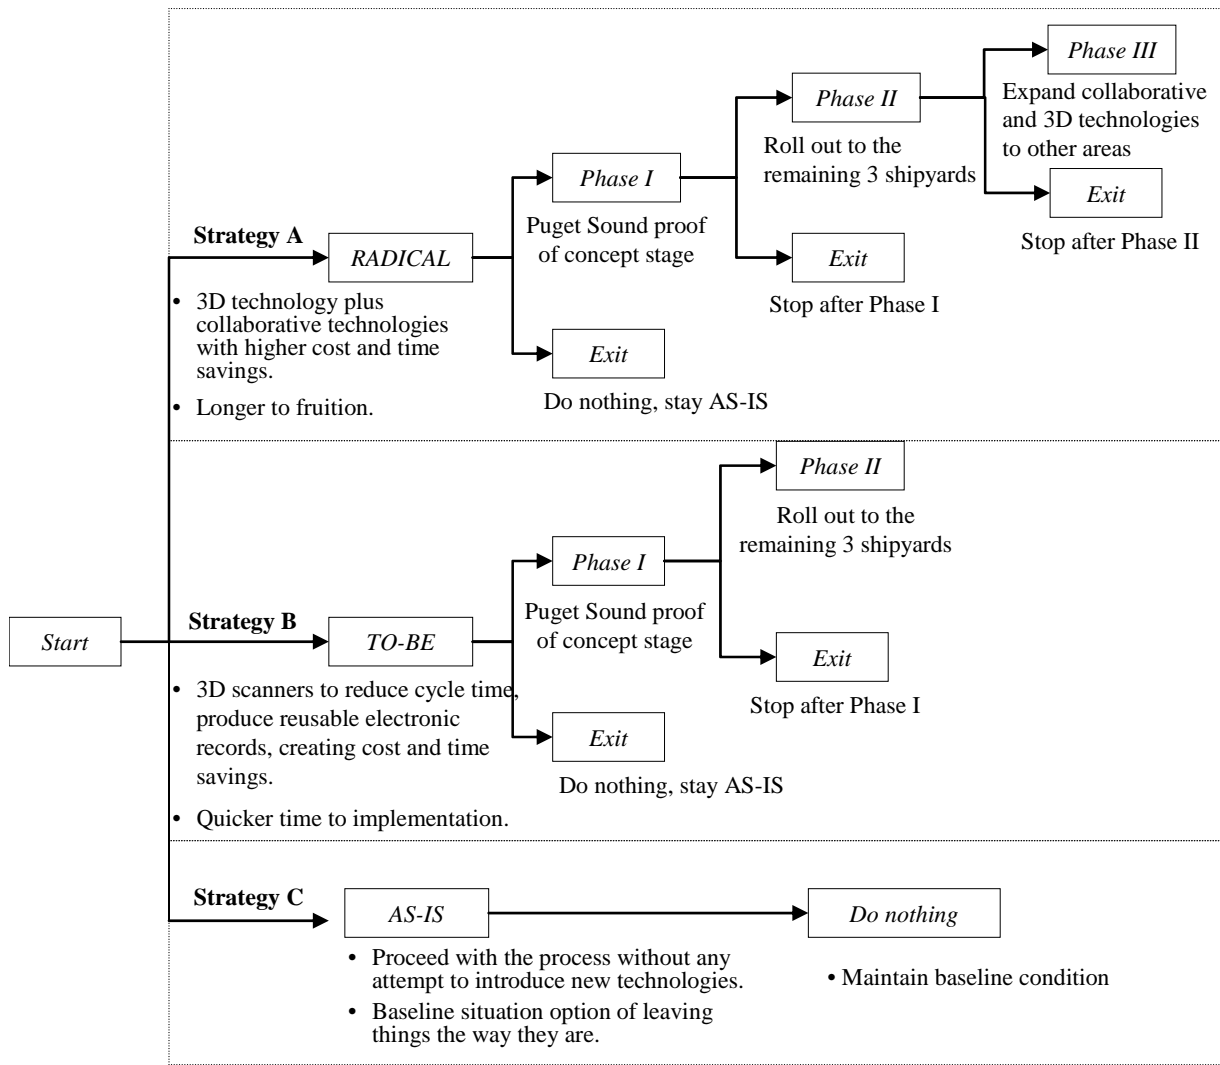 Phase III
Expand collaborative
and 3D technologies
to other areas
Phase II
Roll out to the
remaining 3 shipyards
Exit
Stop after Phase II
Phase I
Puget Sound proof
of concept stage
Exit
Stop after Phase I
Strategy A
RADICAL
• 3D technology plus
collaborative technologies
with higher cost and time
savings.
• Longer to fruition.
Exit
Do nothing, stay AS-IS
Phase II
Roll out to the
remaining 3 shipyards
Phase I
Puget Sound proof
of concept stage
Exit
Stop after Phase I
Start
Strategy B
TO-BE
• 3D scanners to reduce cycle time,
produce reusable electronic
records, creating cost and time
savings.
• Quicker time to implementation.
Exit
Do nothing, stay AS-IS
Strategy C
AS-IS
• Proceed with the process without any
attempt to introduce new technologies.
• Baseline situation option of leaving
things the way they are.
Do nothing
• Maintain baseline condition